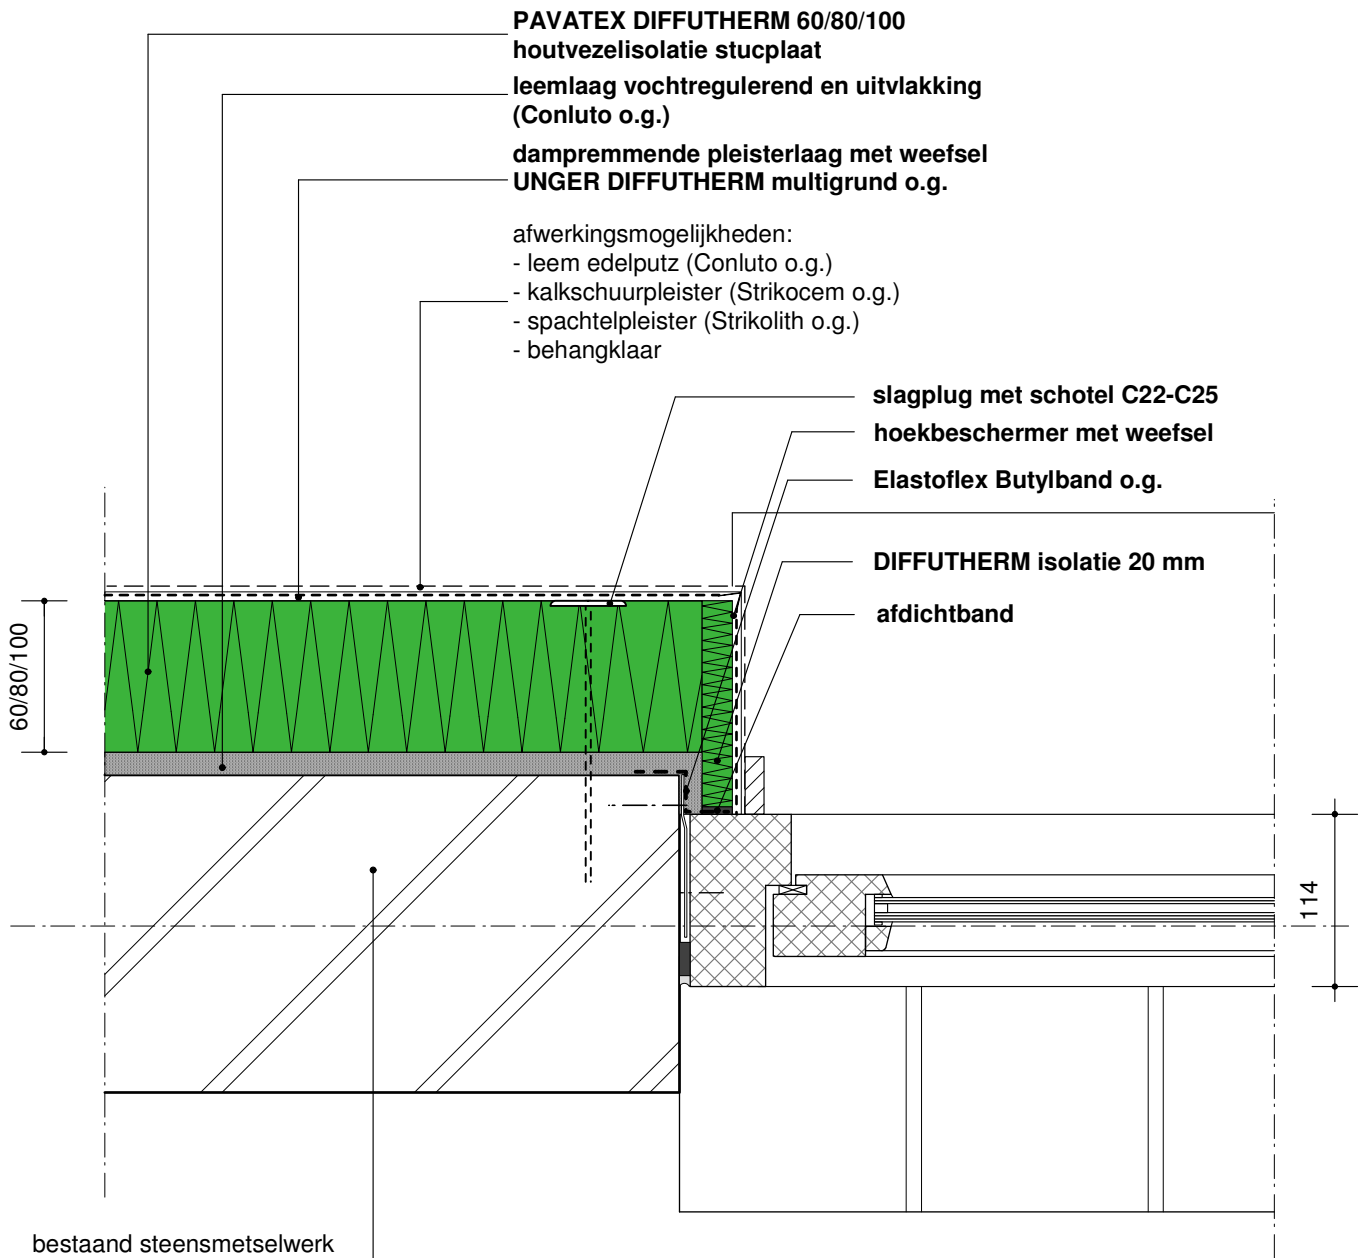 PAVATEX DIFFUTHERM 60/80/100
houtvezelisolatie stucplaat
leemlaag vochtregulerend en uitvlakking
(Conluto o.g.)
dampremmende pleisterlaag met weefsel
UNGER DIFFUTHERM multigrund o.g.
afwerkingsmogelijkheden:
- leem edelputz (Conluto o.g.)
- kalkschuurpleister (Strikocem o.g.)
- spachtelpleister (Strikolith o.g.)
- behangklaar
slagplug met schotel C22-C25
hoekbeschermer met weefsel
Elastoflex Butylband o.g.
DIFFUTHERM isolatie 20 mm
afdichtband
60/80/100
114
bestaand steensmetselwerk